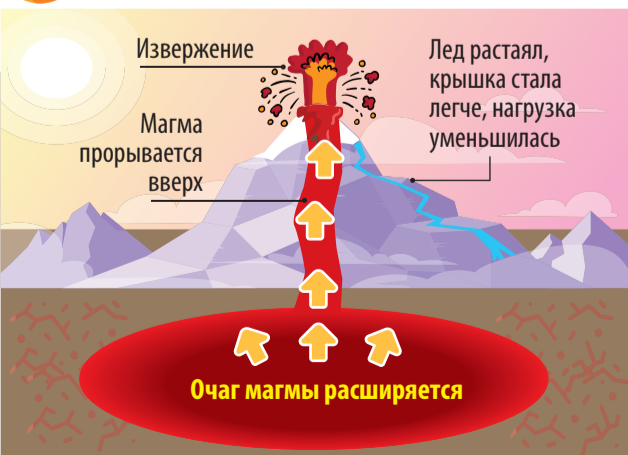 Извержение
Магма
прорывается
вверх
Лед растаял,
крышка стала
легче, нагрузка
уменьшилась
Очаг магмы расширяется